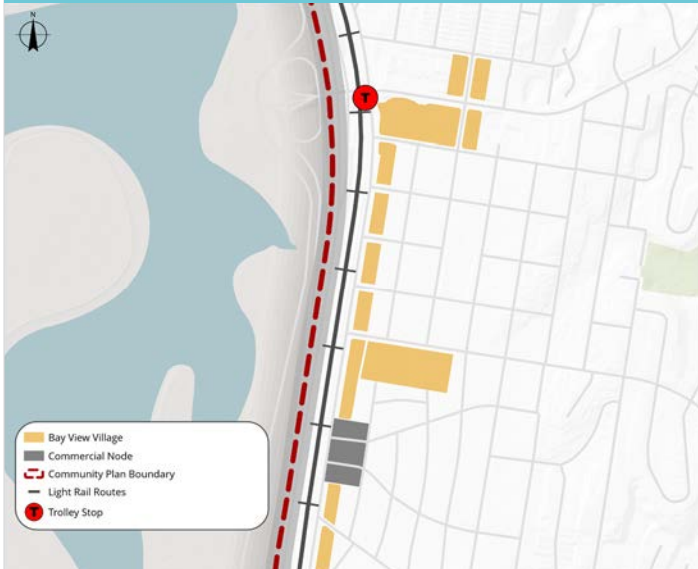 N
Bay View Village
Commercial Node
Community Plan Boundary
Light Rail Routes
T
Trolley Stop
T